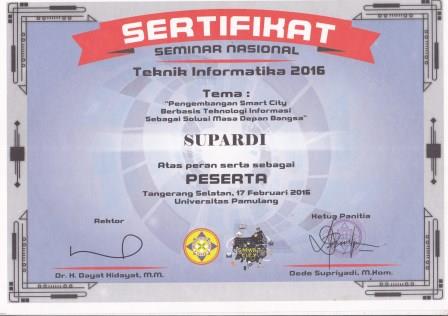 SERTIFIKAT
SEMINAR NASIONAL
Teknik Informatika 2016
Tema :
"Pengembangan Smart City
Berbasis Teknologi Informasi
Sebagai Solusi Masa Depan Bangsa"
SUPARDI
Atas peran serta sebagai
PESERTA
Tangerang Selatan, 17 Februari 2016
Universitas Pamulang
Rektor
Ketua Panitia
SMART CITY
Dr. H. Dayat Hidayat, M.M.
Dede Supriyadi, M.Kom.